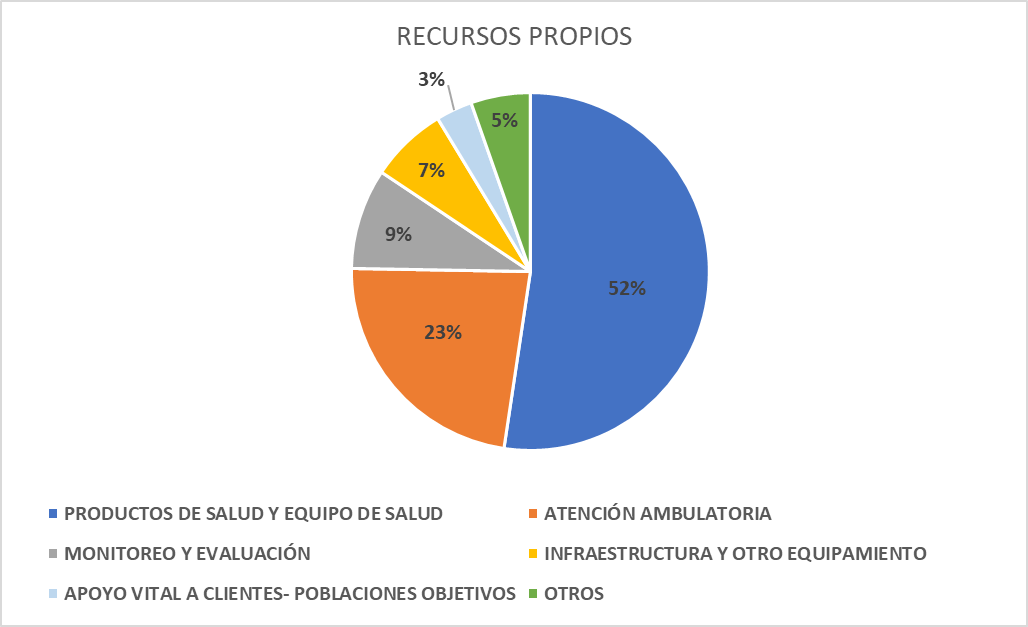 RECURSOS PROPIOS
3%
5%
7%
9%
52%
23%
PRODUCTOS DE SALUD Y EQUIPO DE SALUD
ATENCIÓN AMBULATORIA
MONITOREO Y EVALUACIÓN
INFRAESTRUCTURA Y OTRO EQUIPAMIENTO
APOYO VITAL A CLIENTES- POBLACIONES OBJETIVOS
OTROS